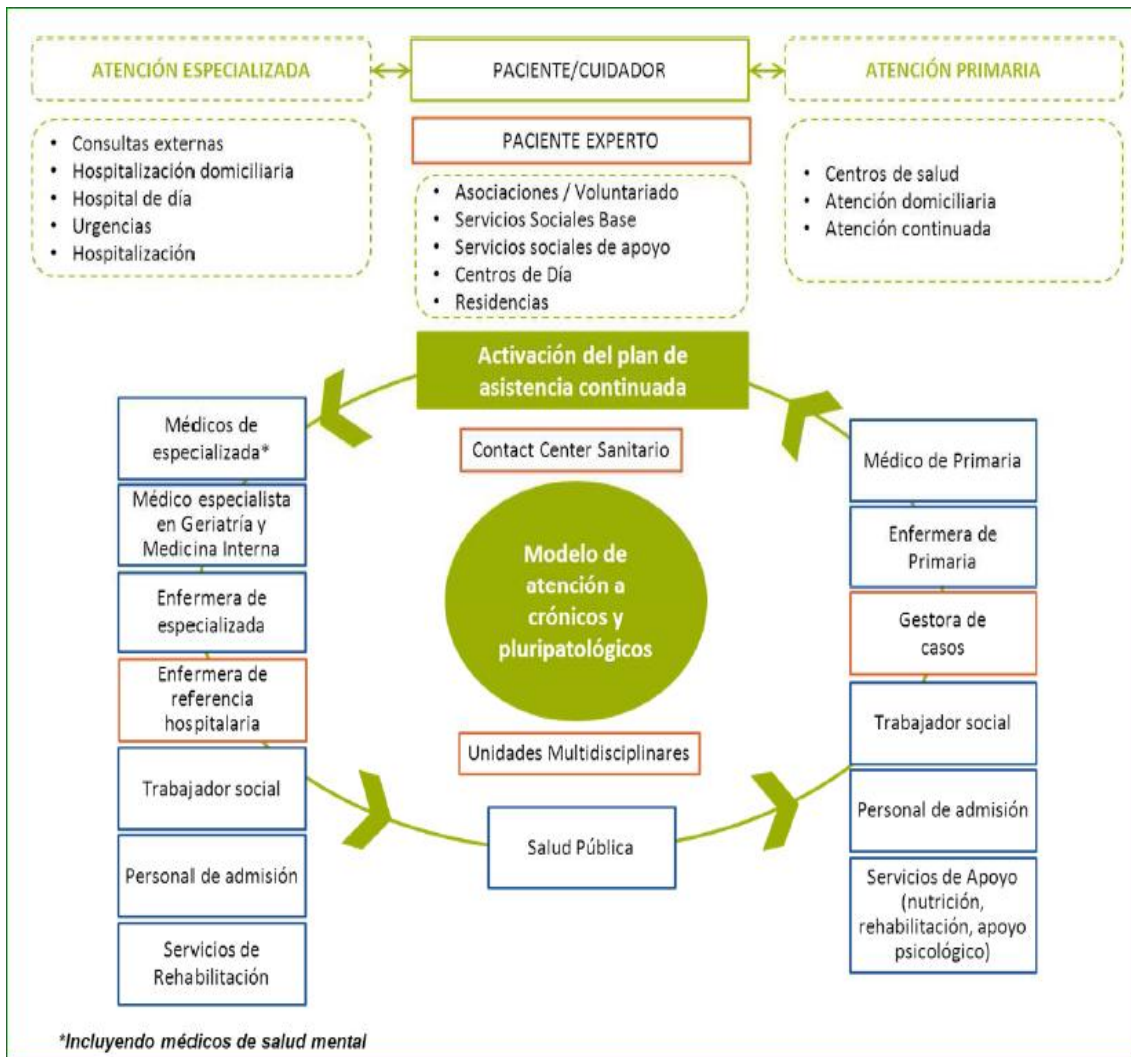 ATENCIÓN ESPECIALIZADA
PACIENTE/CUIDADOR
ATENCIÓN PRIMARIA
• Consultas externas
• Hospitalización domiciliaria
• Hospital de día
• Urgencias
• Hospitalización
PACIENTE EXPERTO
• Asociaciones / Voluntariado
• Servicios Sociales Base
• Servicios sociales de apoyo
• Centros de Día
• Residencias
• Centros de salud
• Atención domiciliaria
• Atención continuada
Activación del plan de
asistencia continuada
Contact Center Sanitario
Modelo de
atención a
crónicos y
pluripatológicos
Unidades Multidisciplinares
Salud Pública
Médicos de
especializada*
Médico especialista
en Geriatría y
Medicina Interna
Enfermera de
especializada
Enfermera de
referencia
hospitalaria
Trabajador social
Personal de admisión
Servicios de
Rehabilitación
Médico de Primaria
Enfermera de
Primaria
Gestora de
casos
Trabajador social
Personal de admisión
Servicios de Apoyo
(nutrición,
rehabilitación, apoyo
psicológico)
*Incluyendo médicos de salud mental